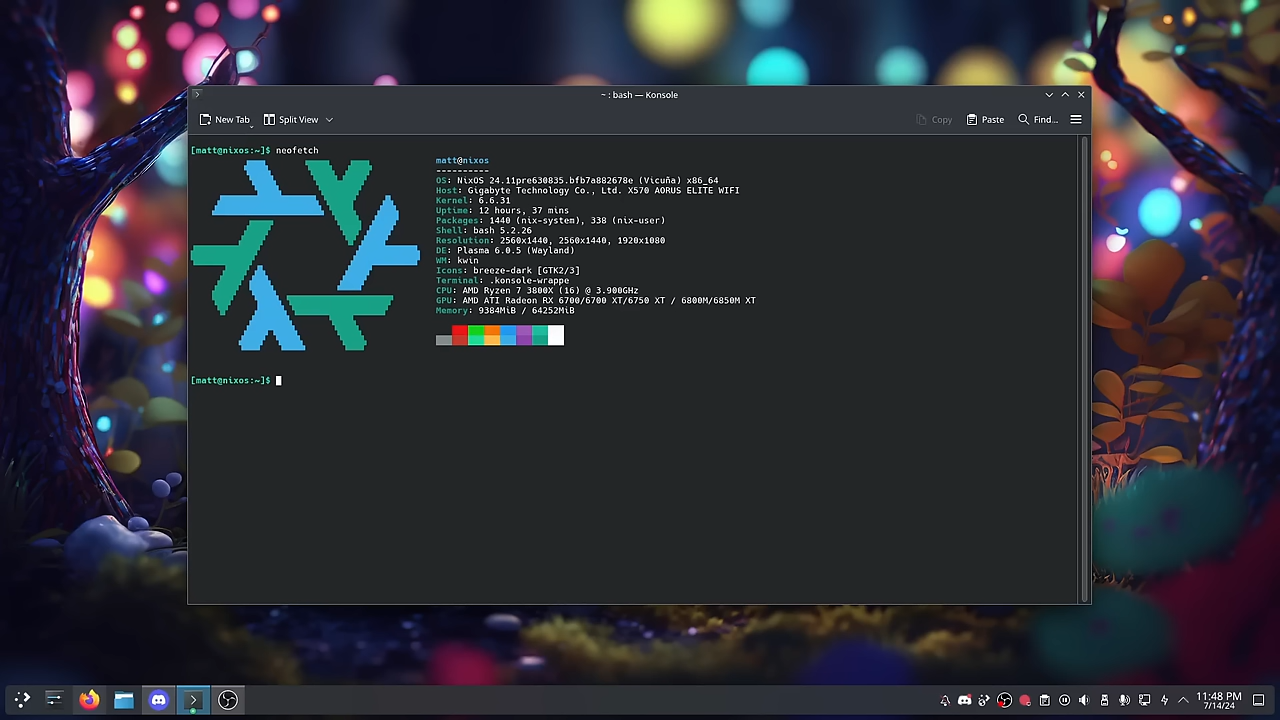 ~ : bash — Konsole
New Tab
Split View
Copy
Paste
Find...
[matt@nixos:~]$ neofetch
matt@nixos
----------
OS: NixOS 24.11pre630835.bfb7a882678e (Vicuña) x86_64
Host: Gigabyte Technology Co., Ltd. X570 AORUS ELITE WIFI
Kernel: 6.6.31
Uptime: 12 hours, 37 mins
Packages: 1440 (nix-system), 338 (nix-user)
Shell: bash 5.2.26
Resolution: 2560x1440, 2560x1440, 1920x1080
DE: Plasma 6.0.5 (Wayland)
WM: kwin
Icons: breeze-dark [GTK2/3]
Terminal: .konsole-wrappe
CPU: AMD Ryzen 7 3800X (16) @ 3.900GHz
GPU: AMD ATI Radeon RX 6700/6700 XT/6750 XT / 6800M/6850M XT
Memory: 9384MiB / 64252MiB
[matt@nixos:~]$
11:48 PM
7/14/24